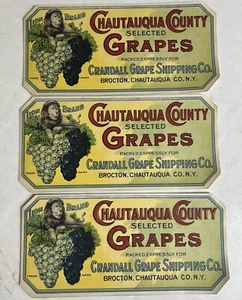 LION BRAND
CHAUTAUQUA COUNTY
SELECTED
GRAPES
PACKED EXPRESSLY FOR
CRANDALL GRAPE SHIPPING CO.
BROCTON, CHAUTAUQUA CO. N.Y.
LION BRAND
CHAUTAUQUA COUNTY
SELECTED
GRAPES
PACKED EXPRESSLY FOR
CRANDALL GRAPE SHIPPING CO.
BROCTON, CHAUTAUQUA CO. N.Y.
LION BRAND
CHAUTAUQUA COUNTY
SELECTED
GRAPES
PACKED EXPRESSLY FOR
CRANDALL GRAPE SHIPPING CO.
BROCTON, CHAUTAUQUA CO. N.Y.